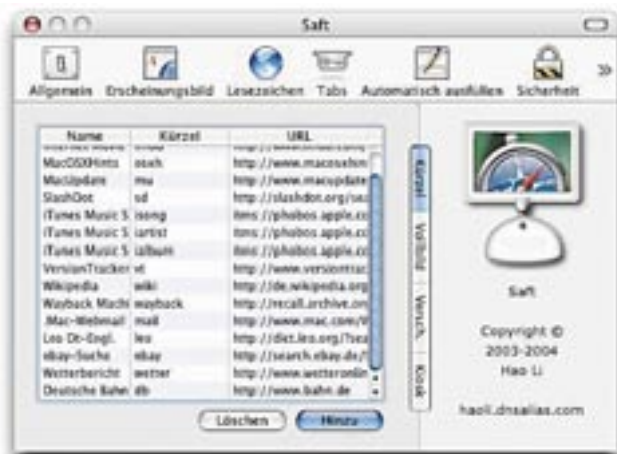 Saft
Allgemein Erscheinungsbild Lesezeichen Tabs Automatisch ausfüllen Sicherheit »
Name Kürzel URL
MacOSXHints osxh http://www.macosxhin
MacUpdate mu http://www.macupdate
SlashDot sd http://slashdot.org/sea
iTunes Music S isong itms://phobos.apple.co
iTunes Music S iartist itms://phobos.apple.co
iTunes Music S ialbum itms://phobos.apple.co
VersionTracker vt http://www.versiontrac
Wikipedia wiki http://de.wikipedia.org
Wayback Machi wayback http://recall.archive.org
.Mac-Webmail mail http://www.mac.com/W
Leo Dt-Engl. leo http://dict.leo.org/?sea
ebay-Suche ebay http://search.ebay.de/
Wetterbericht wetter http://www.wetteronlin
Deutsche Bahn db http://www.bahn.de
Löschen Hinzu
Kürzel
Vollbild
Versch.
Kiosk
Saft
Copyright ©
2003-2004
Hao Li
haoli.dnsalias.com